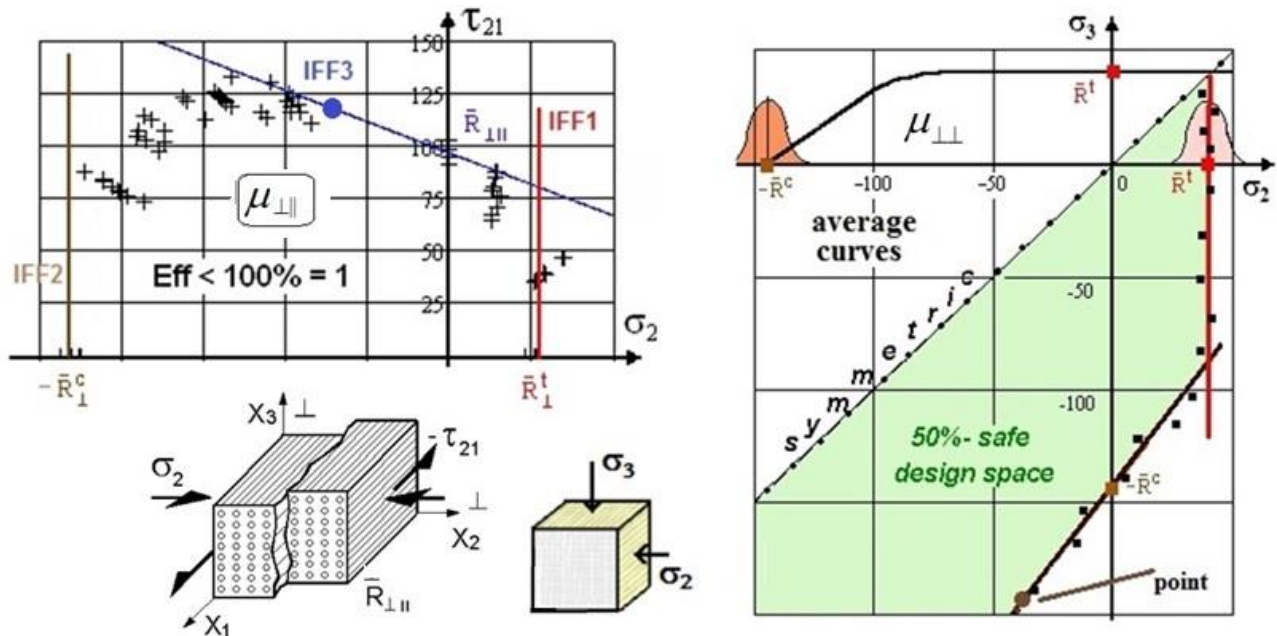 τ₂₁
150
IFF3
125
R̄⊥∥
IFF1
100
μ⊥∥
75
50
IFF2
Eff < 100% = 1
25
σ₂
- R̄ᶜ⊥
R̄ᵗ⊥
X₃
⊥
-τ₂₁
σ₂
⊥
X₂
R̄⊥∥
X₁
σ₃
σ₂
σ₃
R̄ᵗ
μ⊥⊥
-R̄ᶜ
-100
-50
0
R̄ᵗ
σ₂
average
curves
-50
symmetric
-100
50%- safe
design space
-R̄ᶜ
point